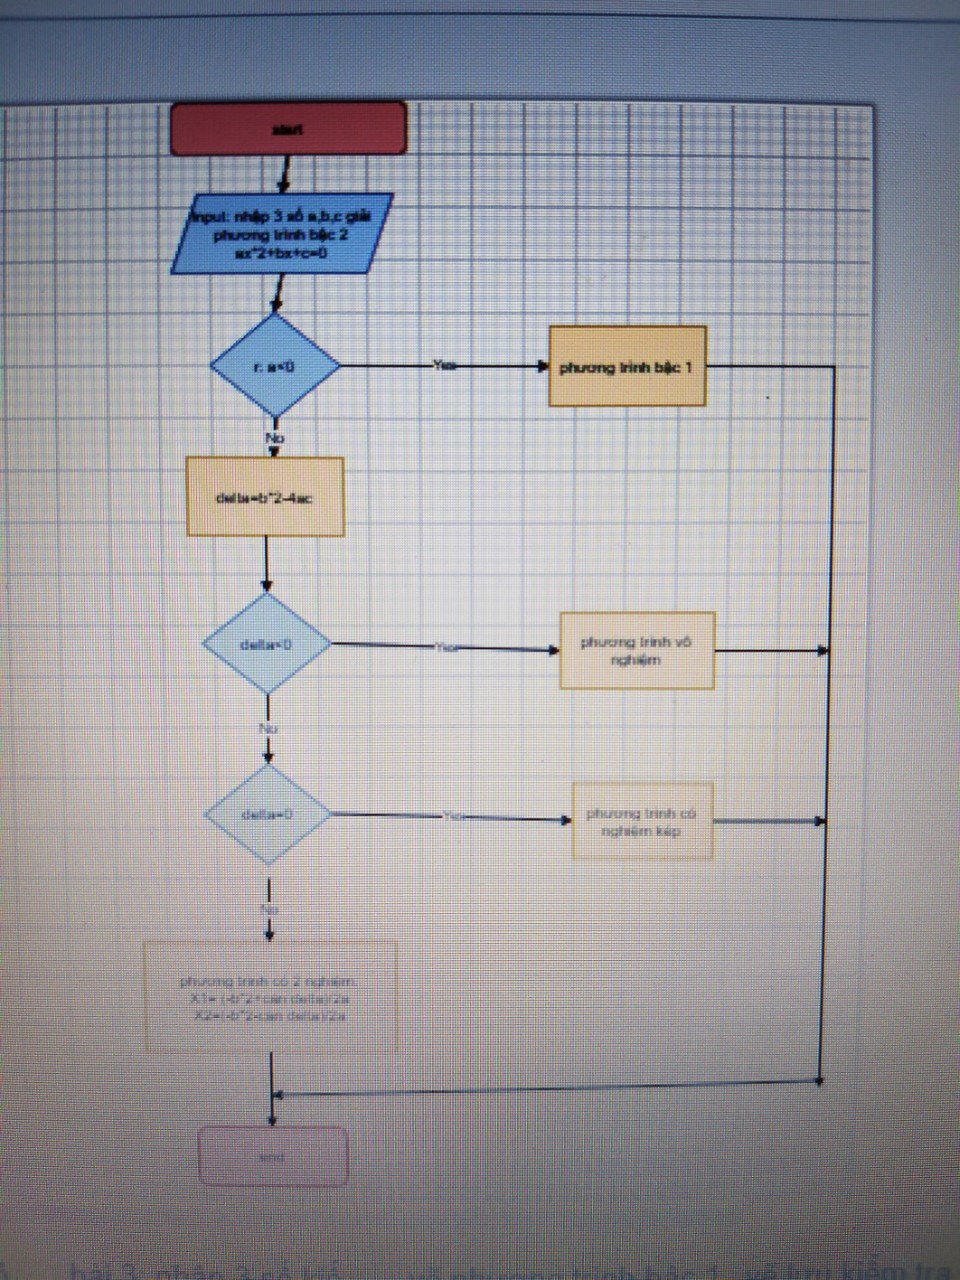 start
Input: nhập 3 số a,b,c giải
phương trình bậc 2
ax^2+bx+c=0
Yes
phương trình bậc 1
No
delta=b^2-4ac
delta<0
Yes
phương trình vô
nghiệm
No
delta=0
Yes
phương trình có
nghiệm kép
No
phương trình có 2 nghiệm:
X1= (-b^2+căn delta)/2a
X2=(-b^2-căn delta)/2a
end